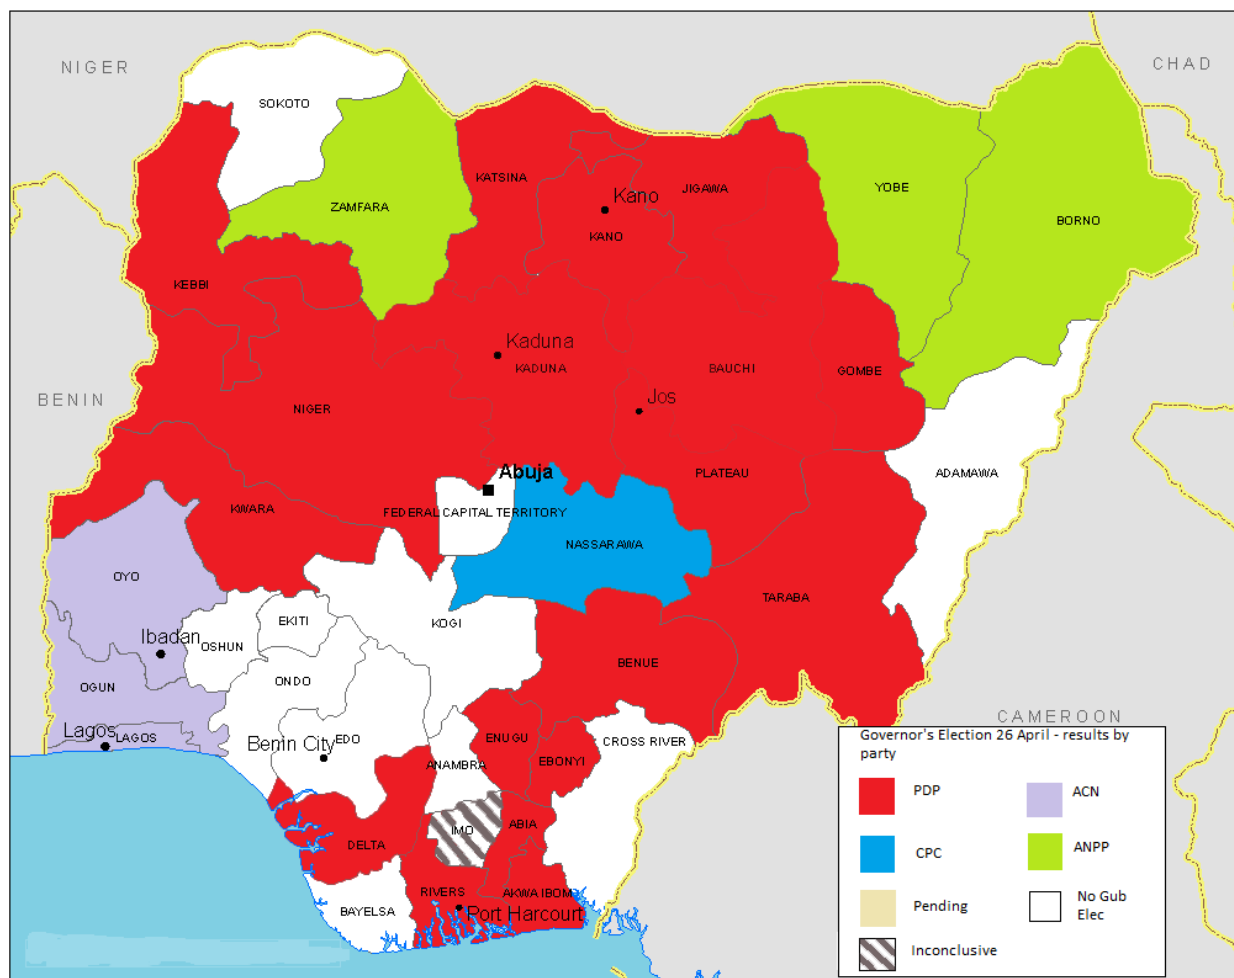 NIGER
CHAD
SOKOTO
KATSINA
JIGAWA
YOBE
Kano
ZAMFARA
BORNO
KANO
KEBBI
Kaduna
KADUNA
BAUCHI
GOMBE
BENIN
Jos
NIGER
Abuja
PLATEAU
ADAMAWA
KWARA
FEDERAL CAPITAL TERRITORY
NASSARAWA
OYO
TARABA
EKITI
KOGI
Ibadan
OSHUN
BENUE
ONDO
OGUN
CAMEROON
Lagos
LAGOS
Benin City
EDO
ENUGU
CROSS RIVER
ANAMBRA
EBONYI
IMO
ABIA
DELTA
RIVERS
AKWA IBOM
BAYELSA
Port Harcourt
Governor's Election 26 April - results by
party
PDP
ACN
CPC
ANPP
Pending
No Gub
Elec
Inconclusive